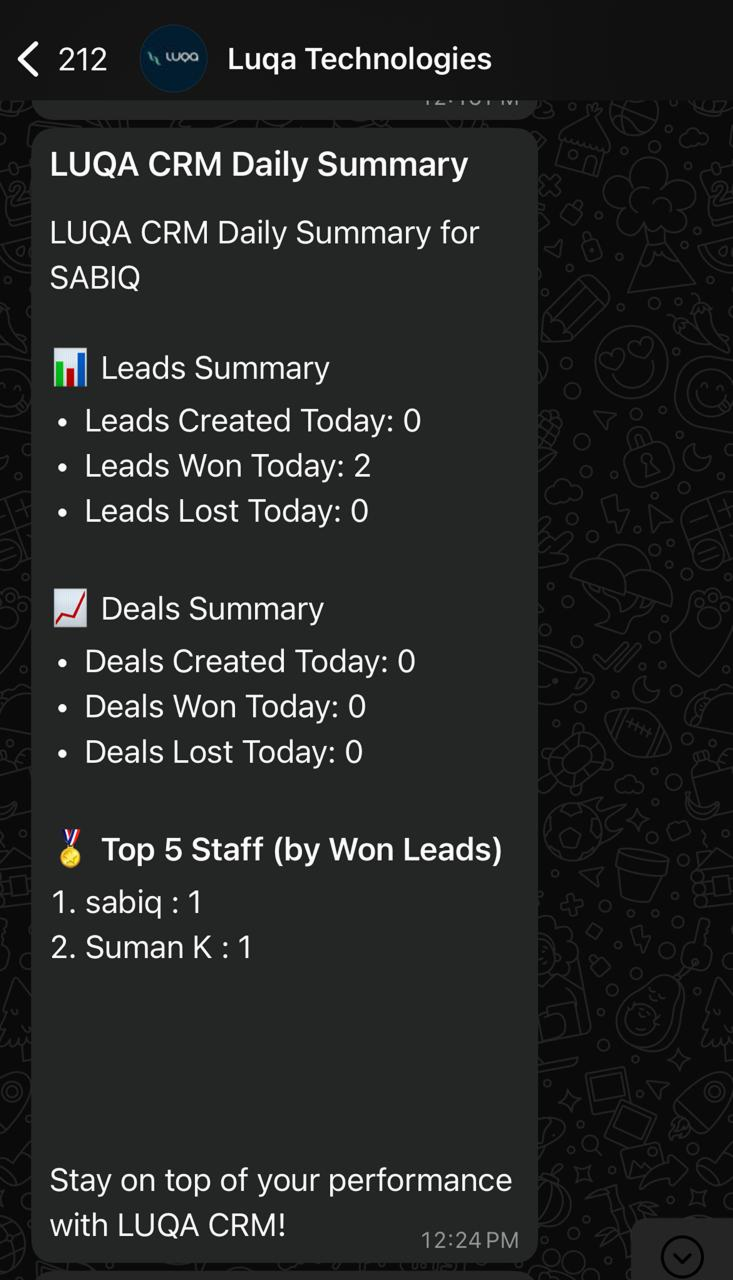 212 LUQA Luqa Technologies
LUQA CRM Daily Summary
LUQA CRM Daily Summary for
SABIQ
📊 Leads Summary
• Leads Created Today: 0
• Leads Won Today: 2
• Leads Lost Today: 0
📈 Deals Summary
• Deals Created Today: 0
• Deals Won Today: 0
• Deals Lost Today: 0
🏅 Top 5 Staff (by Won Leads)
1. sabiq : 1
2. Suman K : 1
Stay on top of your performance
with LUQA CRM!
12:24 PM